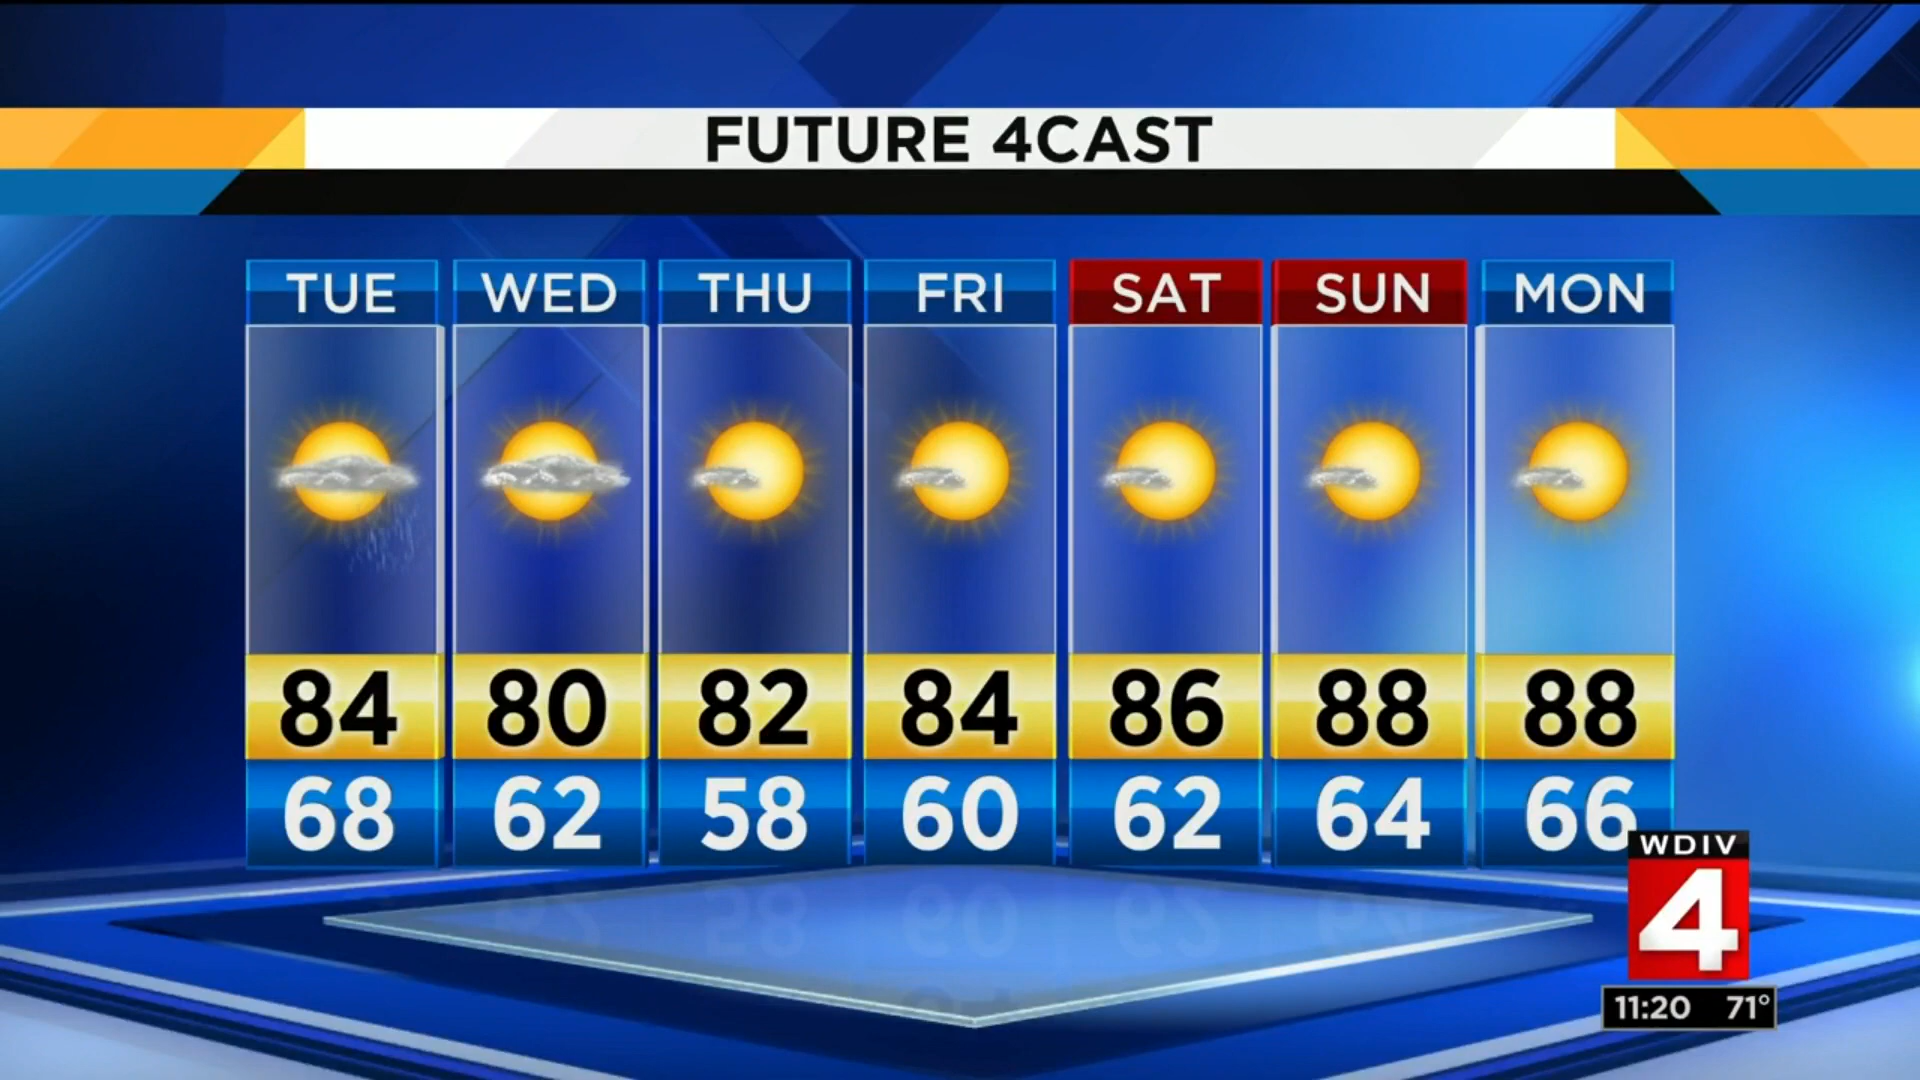 FUTURE 4CAST
TUE WED THU FRI SAT SUN MON
84 80 82 84 86 88 88
68 62 58 60 62 64 66
WDIV
4
11:20 71°